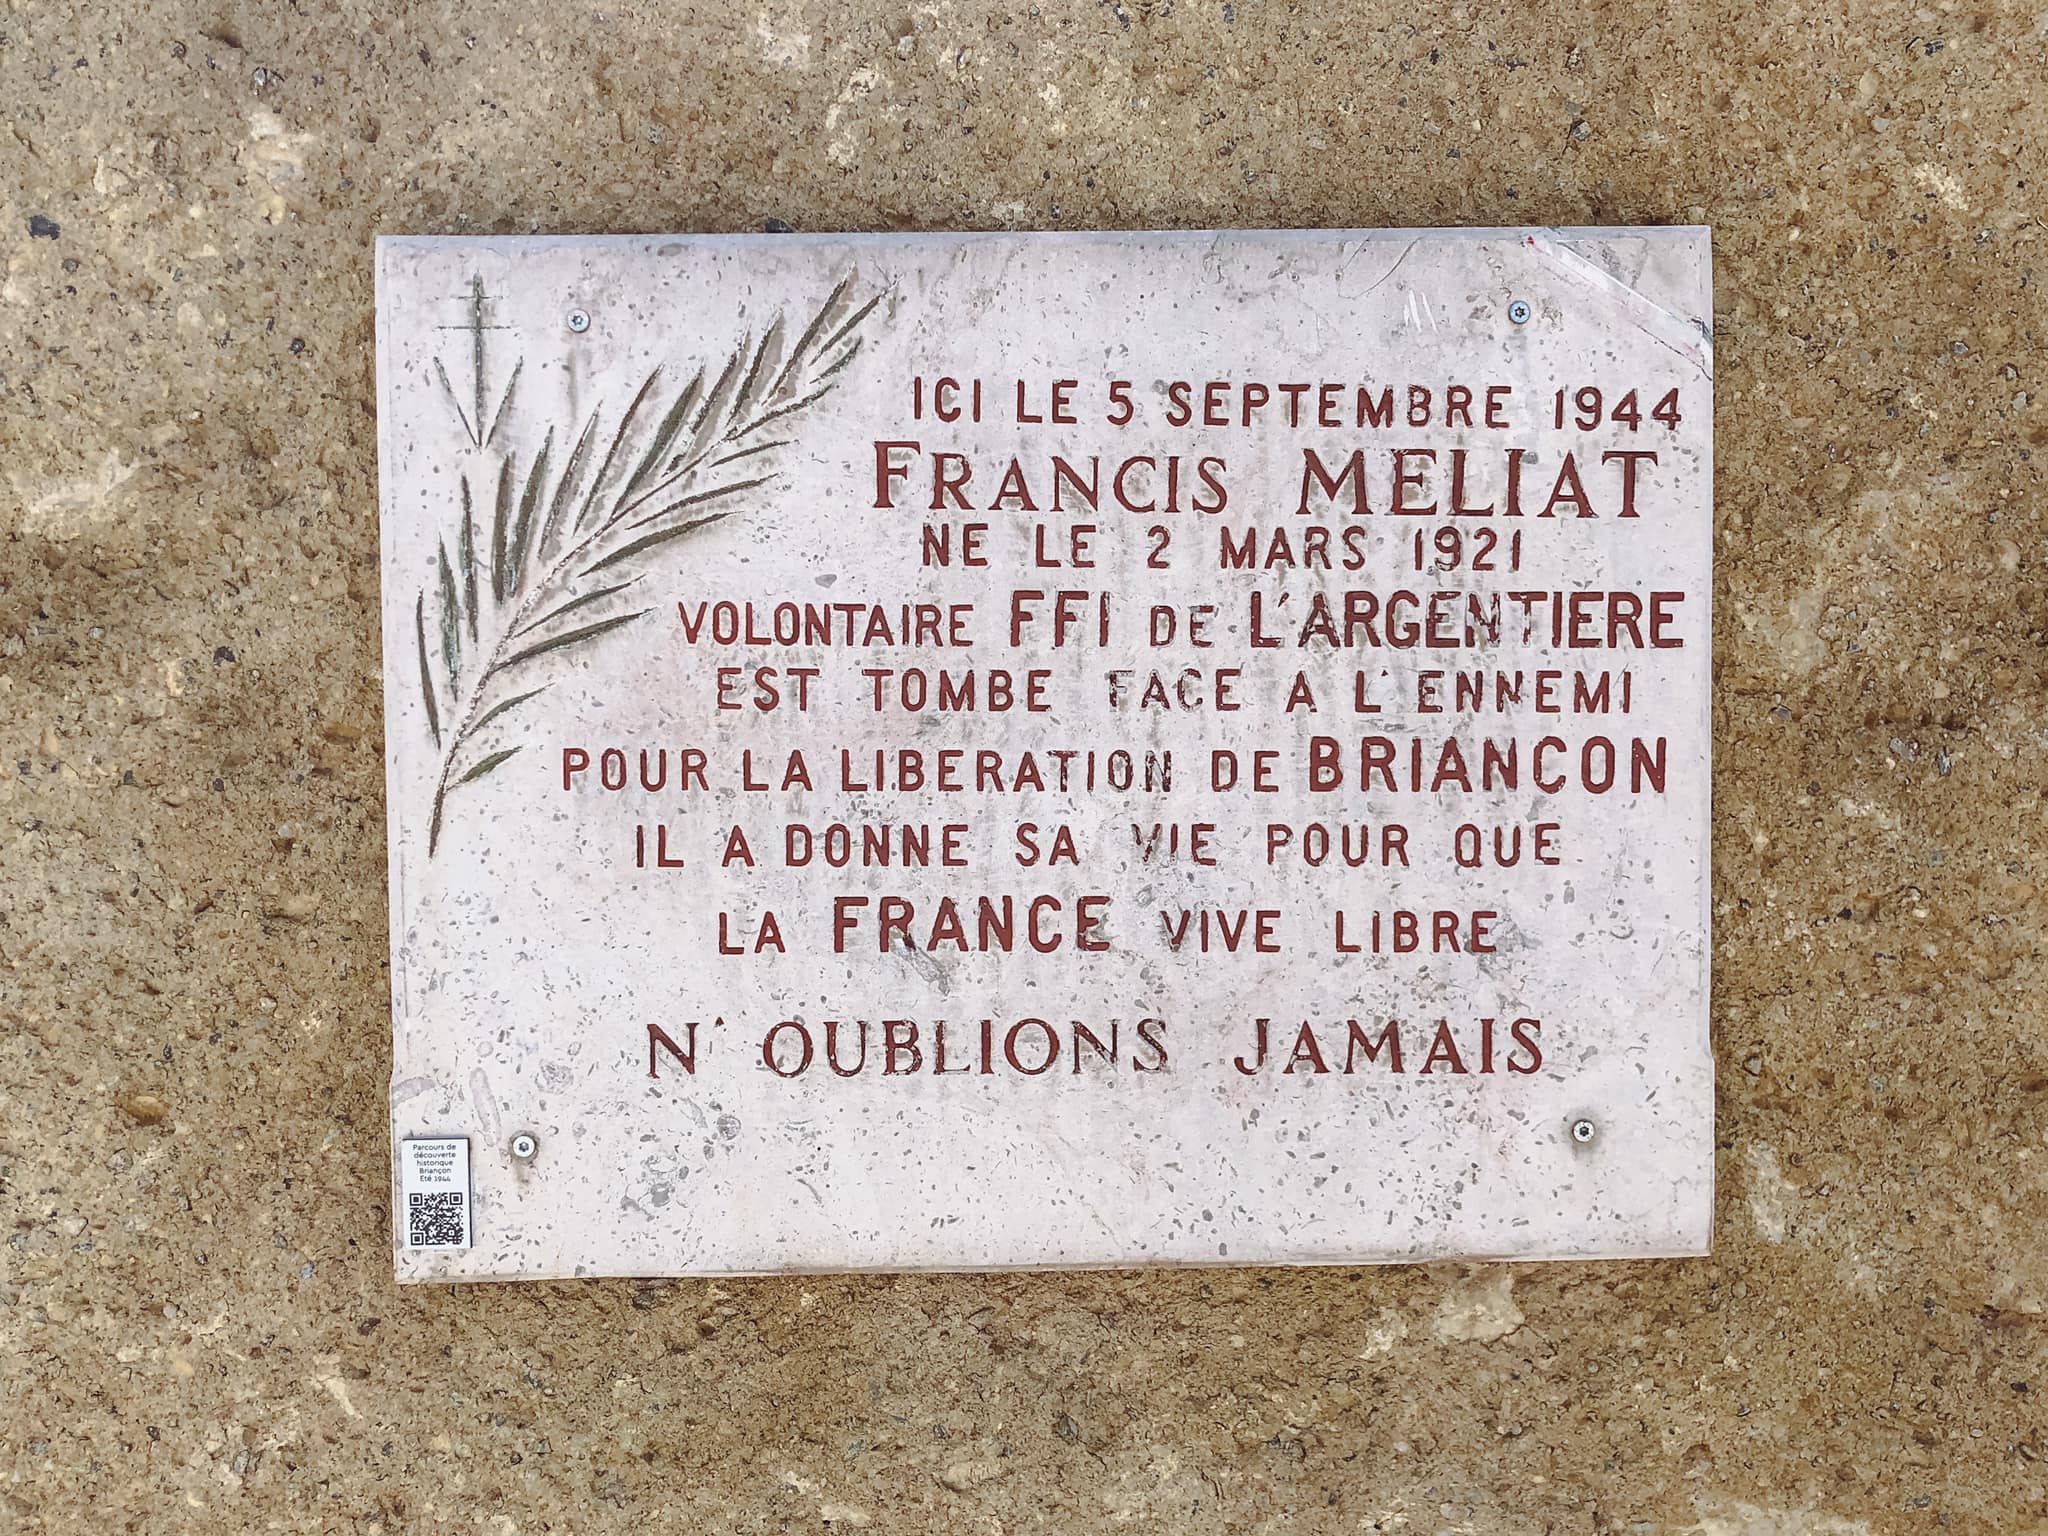 ICI LE 5 SEPTEMBRE 1944
FRANCIS MELIAT
NE LE 2 MARS 1921
VOLONTAIRE FFI DE L'ARGENTIERE
EST TOMBE FACE A L'ENNEMI
POUR LA LIBERATION DE BRIANCON
IL A DONNE SA VIE POUR QUE
LA FRANCE VIVE LIBRE
N'OUBLIONS JAMAIS
Parcours de
découverte
historique
Briançon
Eté 1944